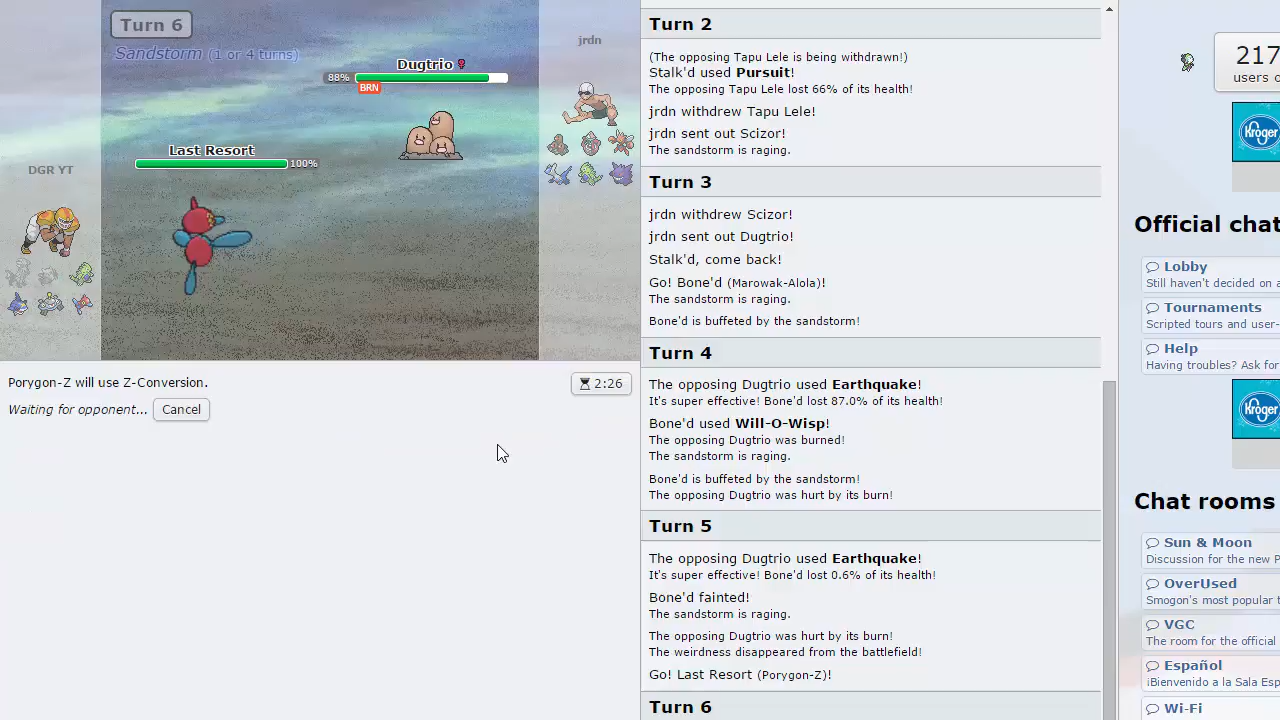 Turn 6
Sandstorm (1 or 4 turns)
jrdn
Dugtrio
88%
BRN
Last Resort
100%
DGR YT
Porygon-Z will use Z-Conversion.
2:26
Waiting for opponent... Cancel
Turn 2
(The opposing Tapu Lele is being withdrawn!)
Stalk'd used Pursuit!
The opposing Tapu Lele lost 66% of its health!
jrdn withdrew Tapu Lele!
jrdn sent out Scizor!
The sandstorm is raging.
Turn 3
jrdn withdrew Scizor!
jrdn sent out Dugtrio!
Stalk'd, come back!
Go! Bone'd (Marowak-Alola)!
The sandstorm is raging.
Bone'd is buffeted by the sandstorm!
Turn 4
The opposing Dugtrio used Earthquake!
It's super effective! Bone'd lost 87.0% of its health!
Bone'd used Will-O-Wisp!
The opposing Dugtrio was burned!
The sandstorm is raging.
Bone'd is buffeted by the sandstorm!
The opposing Dugtrio was hurt by its burn!
Turn 5
The opposing Dugtrio used Earthquake!
It's super effective! Bone'd lost 0.6% of its health!
Bone'd fainted!
The sandstorm is raging.
The opposing Dugtrio was hurt by its burn!
The weirdness disappeared from the battlefield!
Go! Last Resort (Porygon-Z)!
Turn 6
217
users o
Kroger
Official chat
Lobby
Still haven't decided on a
Tournaments
Scripted tours and user-
Help
Having troubles? Ask for
Kroger
Chat rooms
Sun & Moon
Discussion for the new P
OverUsed
Smogon's most popular t
VGC
The room for the official
Español
¡Bienvenido a la Sala Esp
Wi-Fi